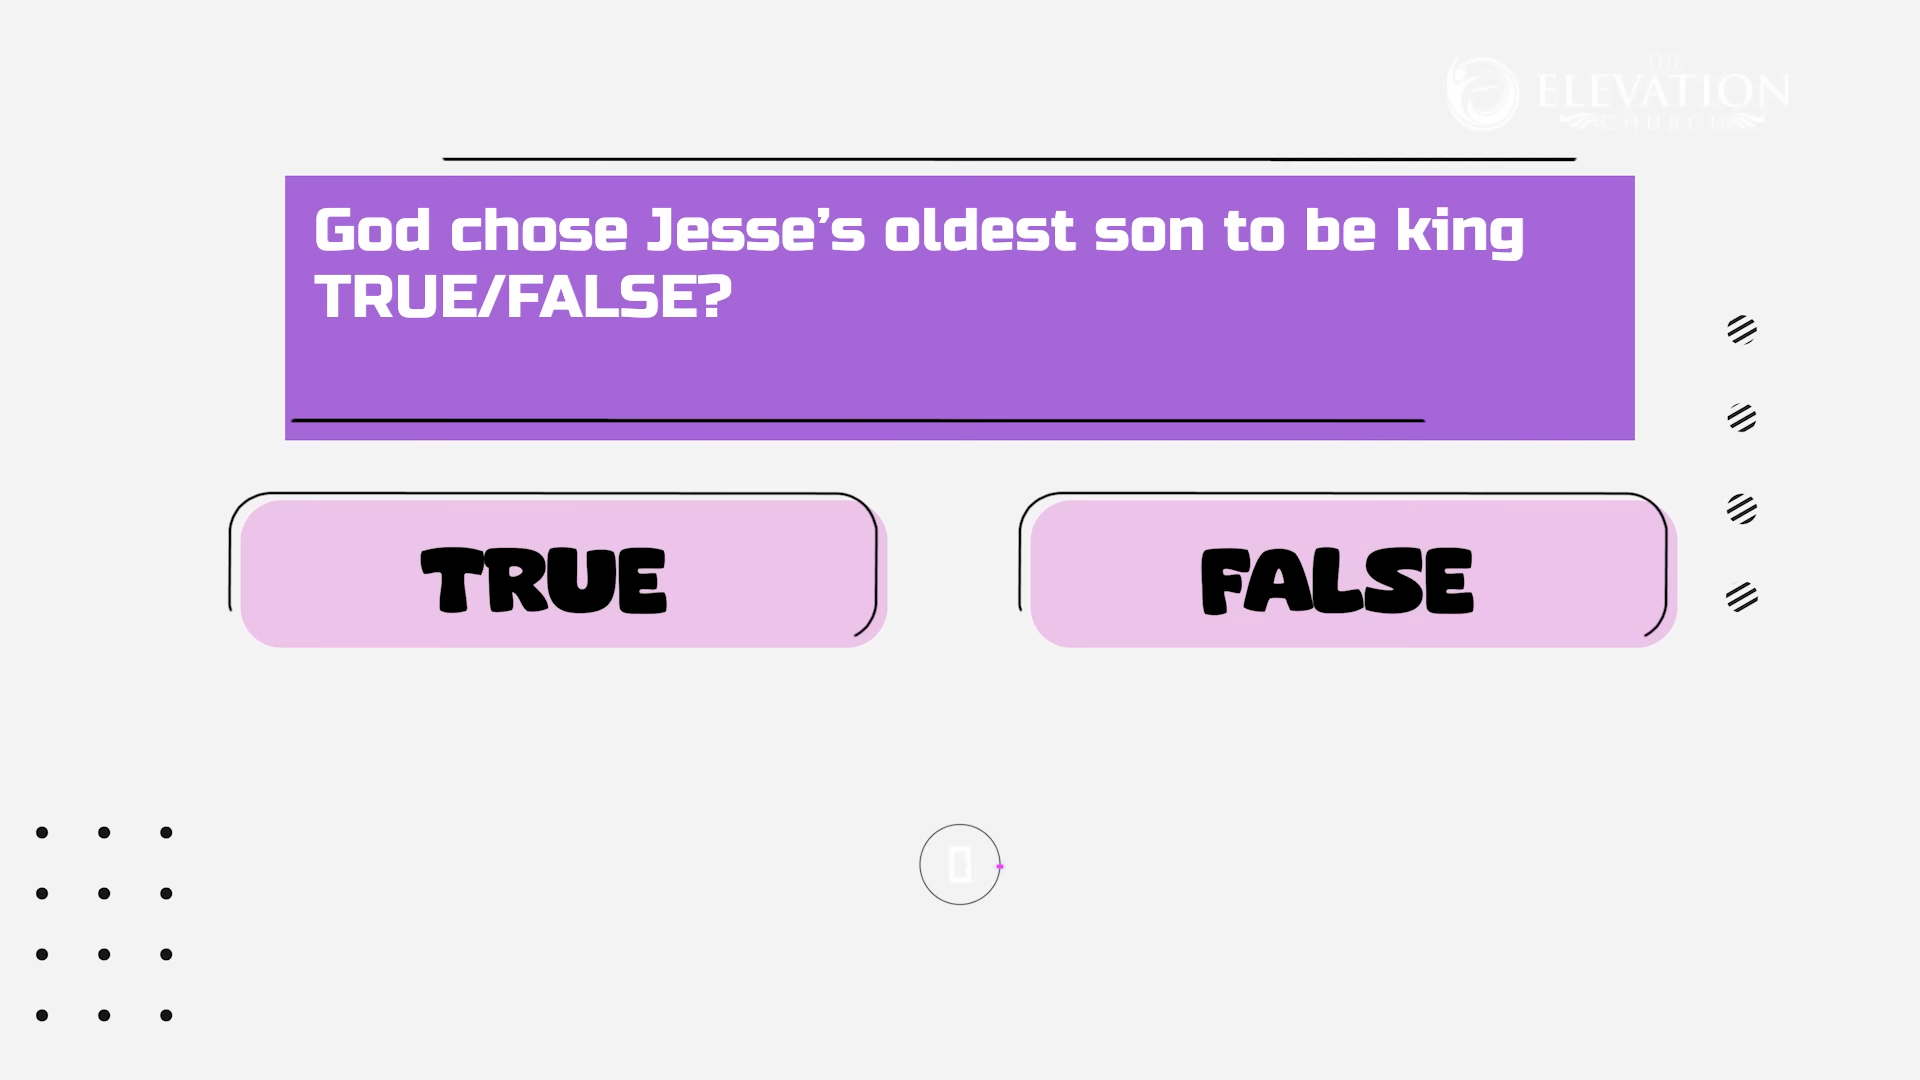 THE
ELEVATION
CHURCH
God chose Jesse’s oldest son to be king
TRUE/FALSE?
TRUE
FALSE